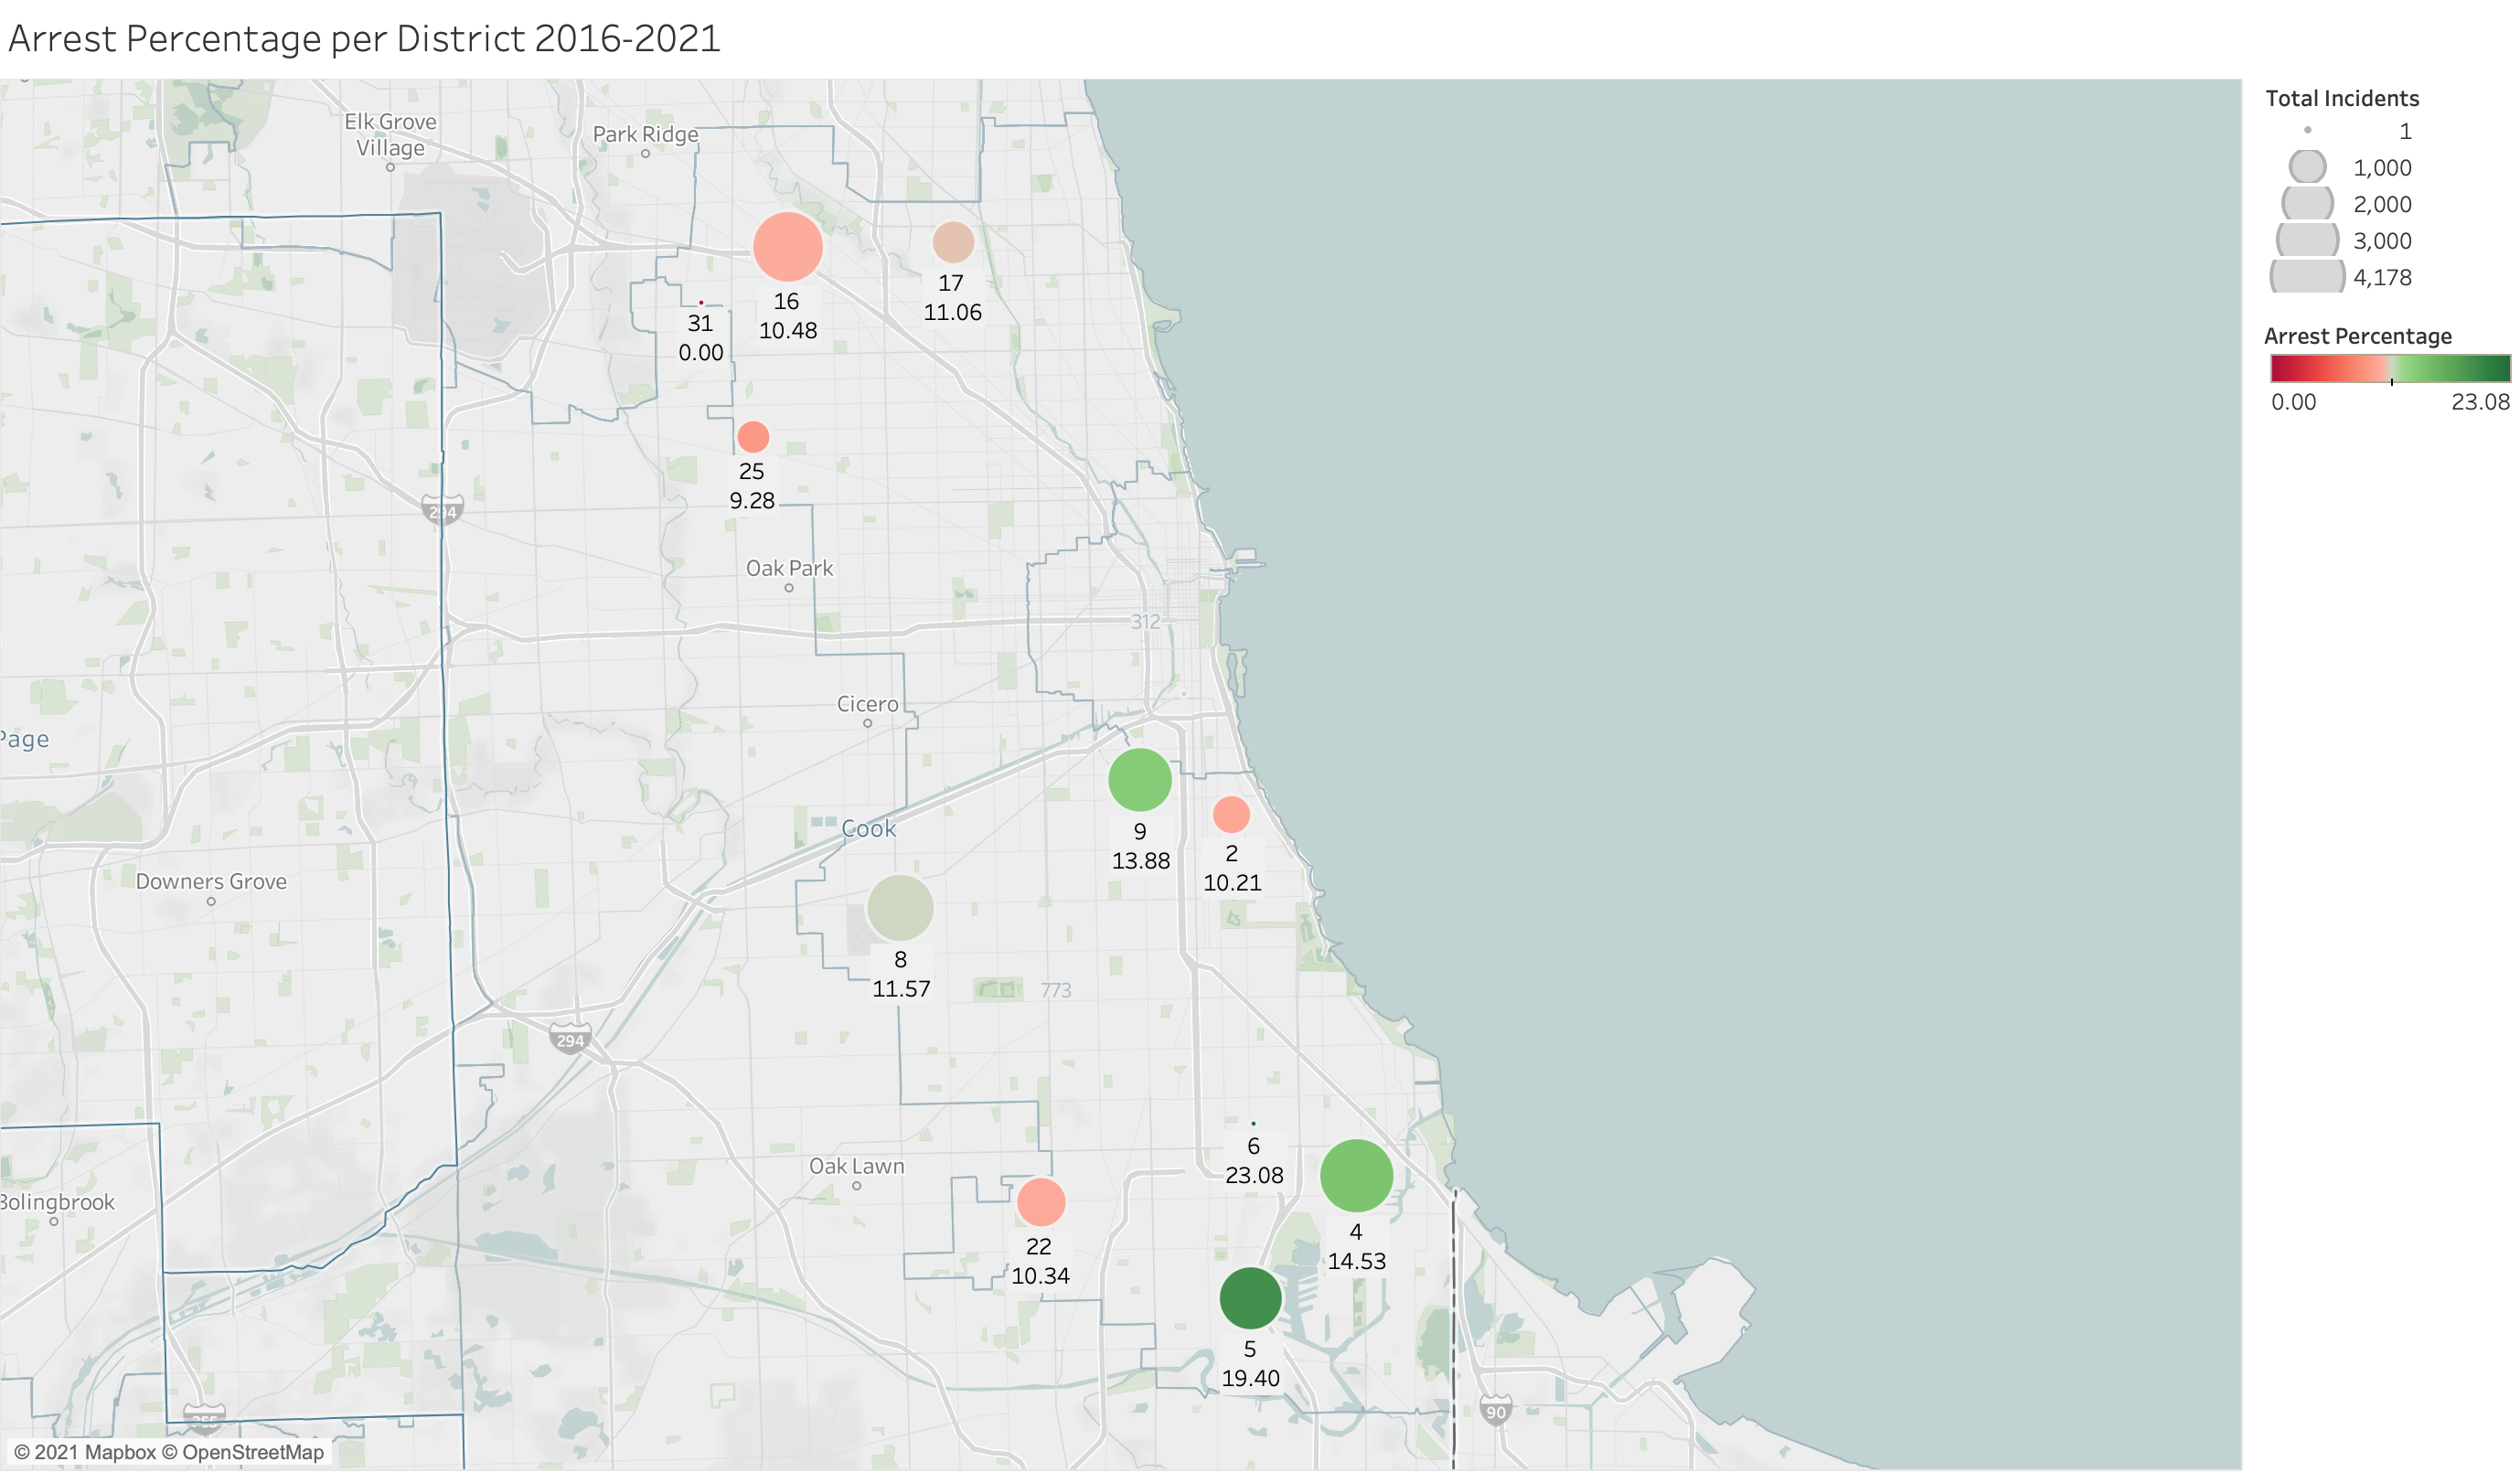 Arrest Percentage per District 2016-2021
Total Incidents
1
1,000
2,000
3,000
4,178
Arrest Percentage
0.00
23.08
Elk Grove
Village
Park Ridge
16
10.48
17
11.06
31
0.00
25
9.28
294
Oak Park
312
Cicero
Page
Cook
9
13.88
2
10.21
Downers Grove
8
11.57
773
294
6
23.08
Oak Lawn
4
14.53
Bolingbrook
22
10.34
5
19.40
355
90
© 2021 Mapbox © OpenStreetMap